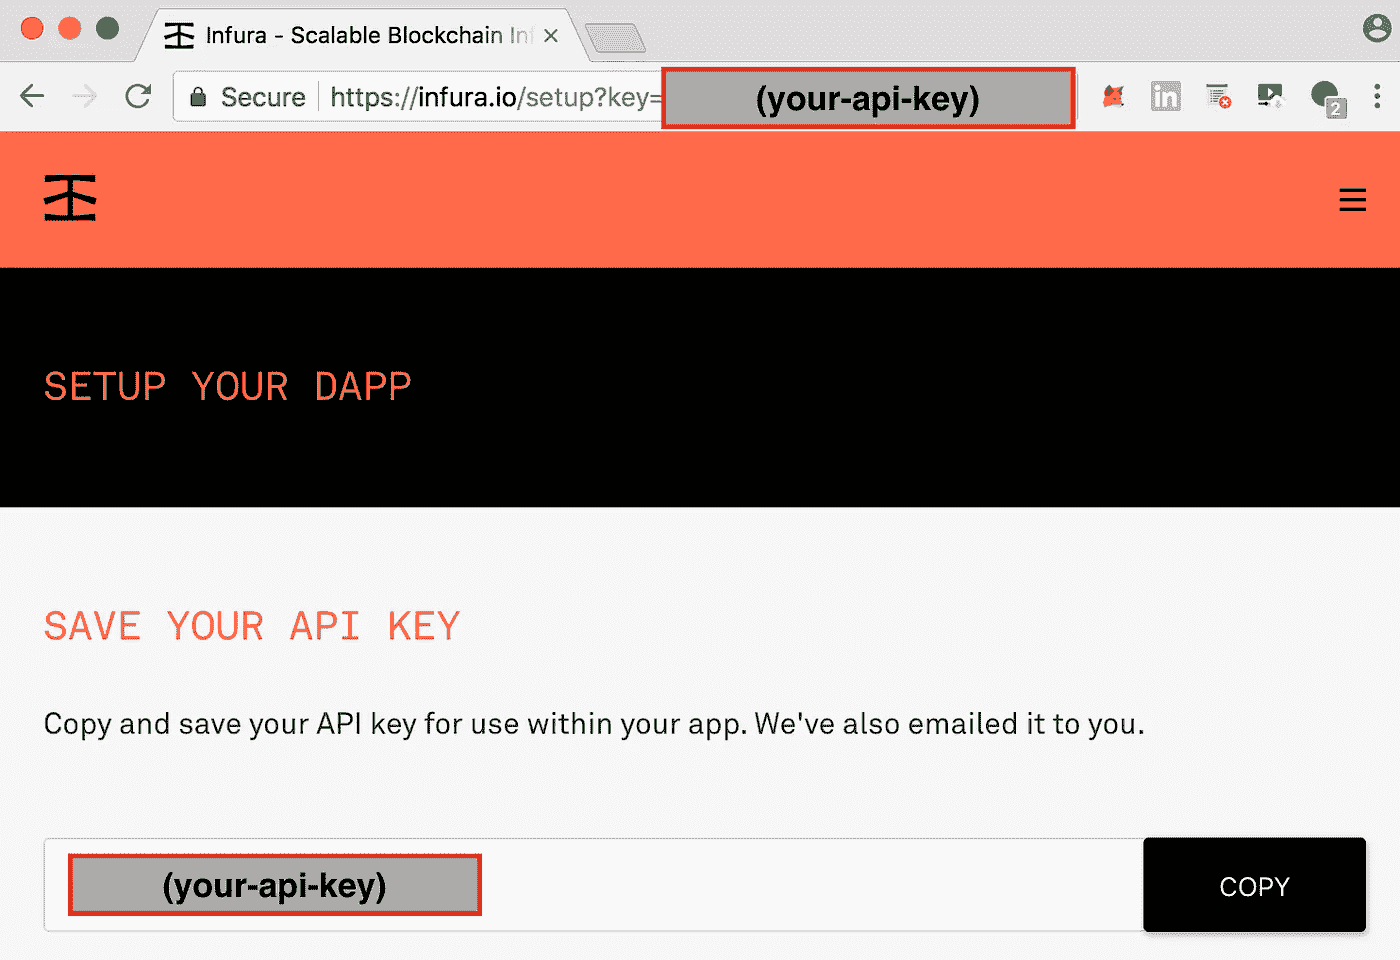 Infura - Scalable Blockchain Inf
Secure https://infura.io/setup?key= (your-api-key)
2
SETUP YOUR DAPP
SAVE YOUR API KEY
Copy and save your API key for use within your app. We've also emailed it to you.
(your-api-key) COPY